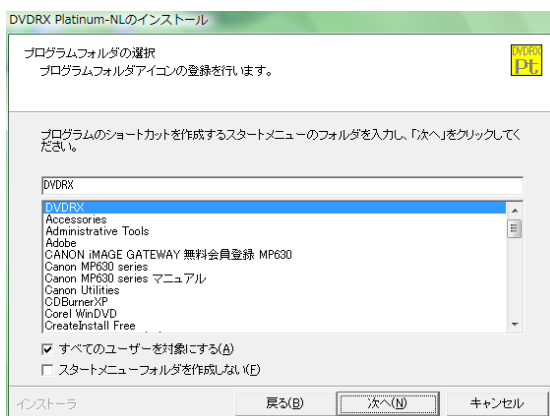 DVDRX Platinum-NLのインストール
プログラムフォルダの選択
プログラムフォルダアイコンの登録を行います。
DVDRX
Pt
プログラムのショートカットを作成するスタートメニューのフォルダを入力し、「次へ」をクリックしてく
ださい。
DVDRX
DVDRX
Accessories
Administrative Tools
Adobe
CANON iMAGE GATEWAY 無料会員登録 MP630
Canon MP630 series
Canon MP630 series マニュアル
Canon Utilities
CDBurnerXP
Corel WinDVD
CreateInstall Free
すべてのユーザーを対象にする(A)
スタートメニューフォルダを作成しない(F)
インストーラ
戻る(B)
次へ(N)
キャンセル